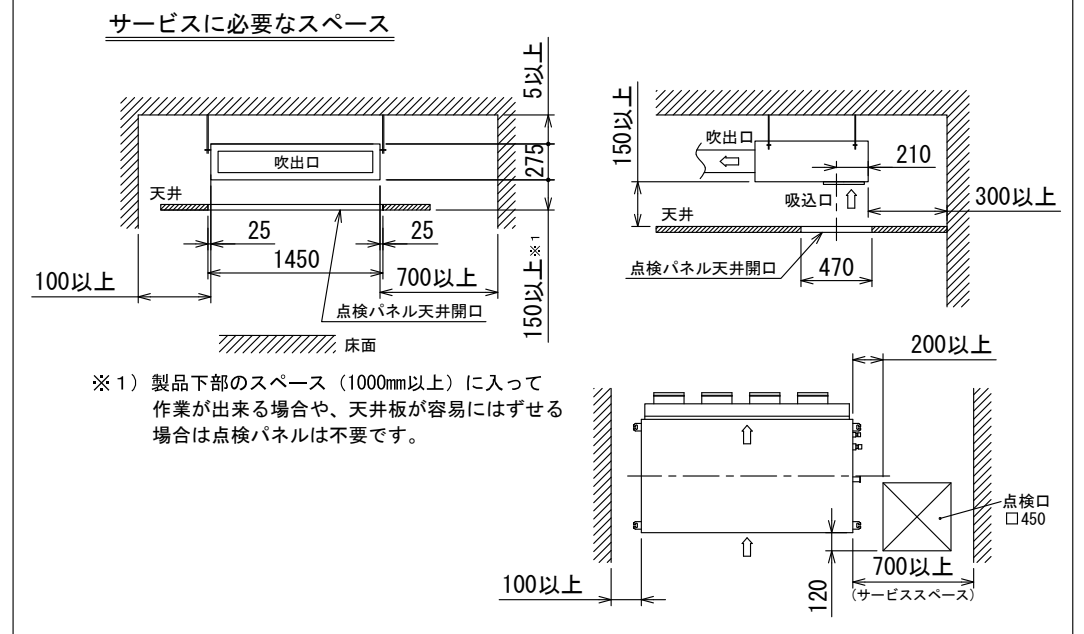 サービスに必要なスペース
5以上
吹出口
275
天井
25
25
1450
100以上
700以上
150以上※1
点検パネル天井開口
床面
※1) 製品下部のスペース（1000mm以上）に入って
作業が出来る場合や、天井板が容易にはずせる
場合は点検パネルは不要です。
150以上
吹出口
210
吸込口
300以上
天井
点検パネル天井開口
470
200以上
点検口
□450
100以上
120
700以上
(サービススペース)